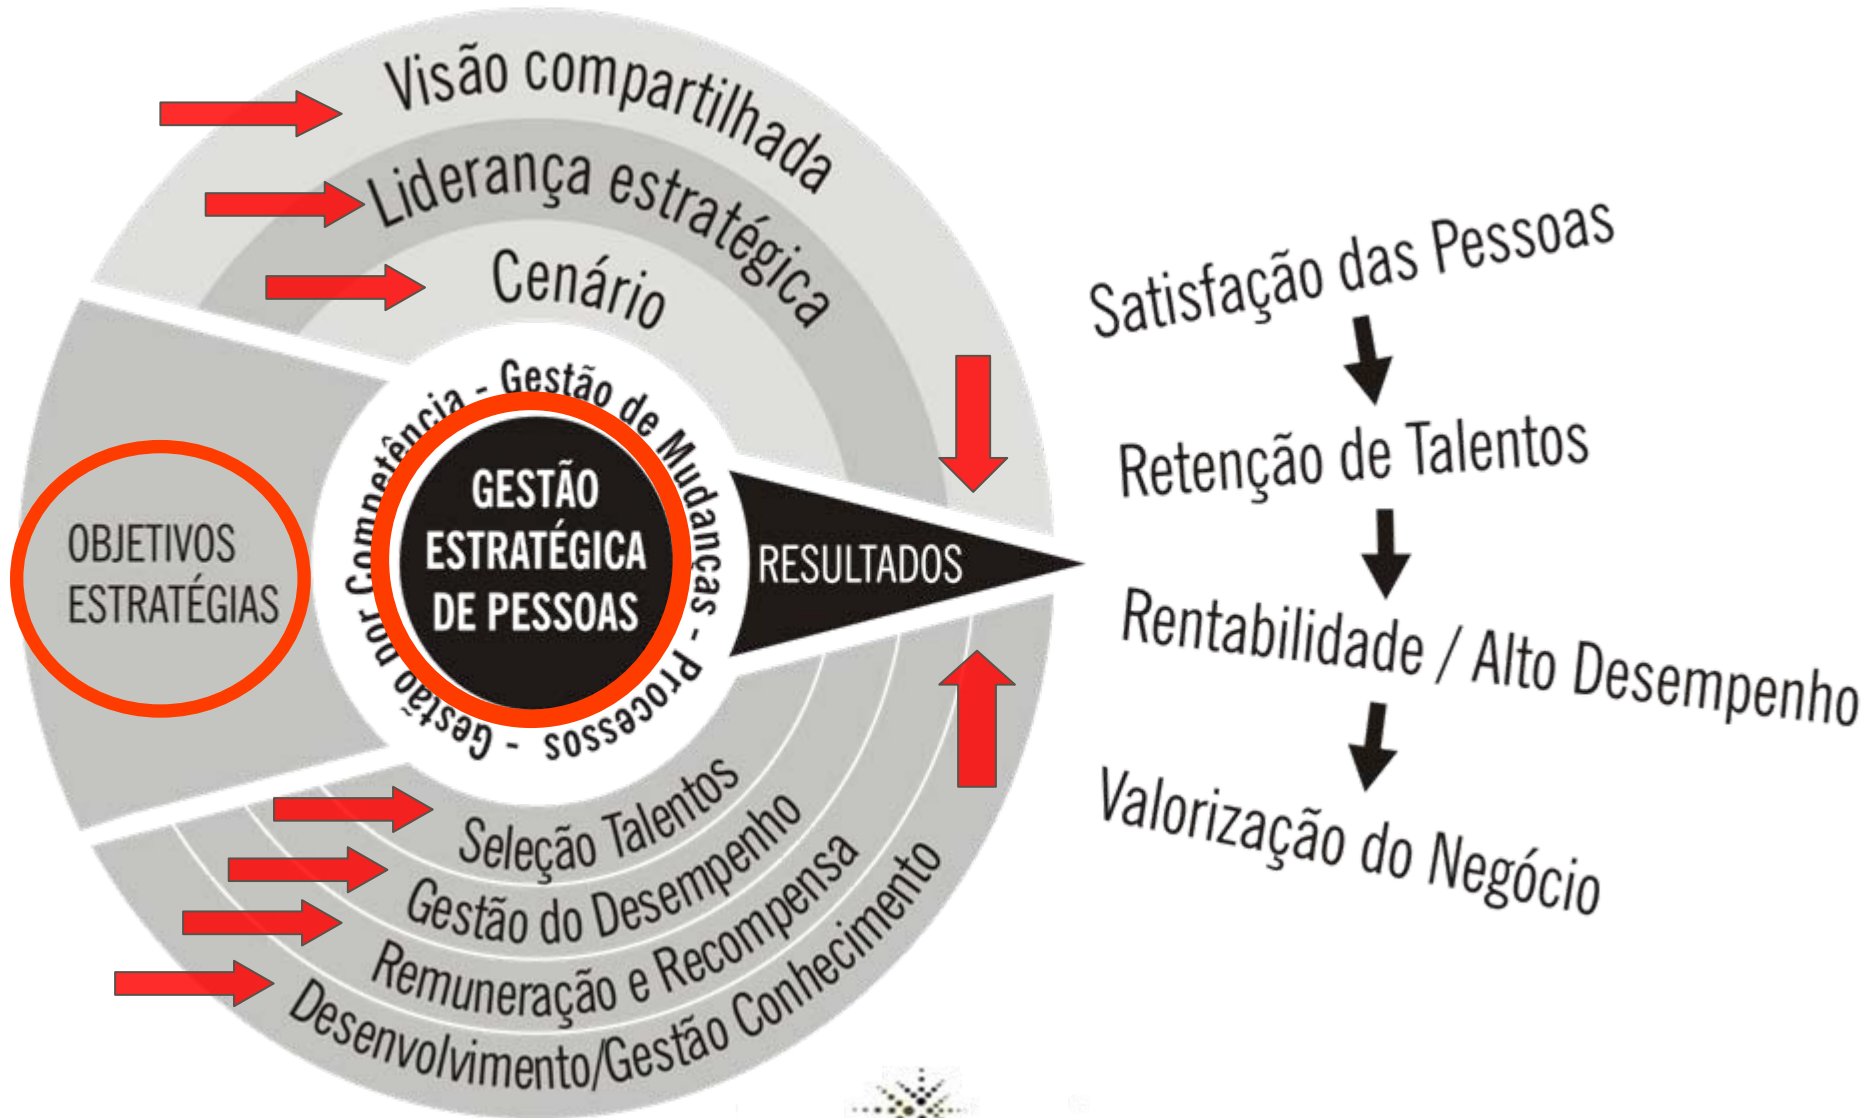 Visão compartilhada
Liderança estratégica
Cenário
Gestão por Competência - Gestão de Mudanças - Processos -
GESTÃO
ESTRATÉGICA
DE PESSOAS
OBJETIVOS
ESTRATÉGIAS
RESULTADOS
Seleção Talentos
Gestão do Desempenho
Remuneração e Recompensa
Desenvolvimento/Gestão Conhecimento
Satisfação das Pessoas
Retenção de Talentos
Rentabilidade / Alto Desempenho
Valorização do Negócio